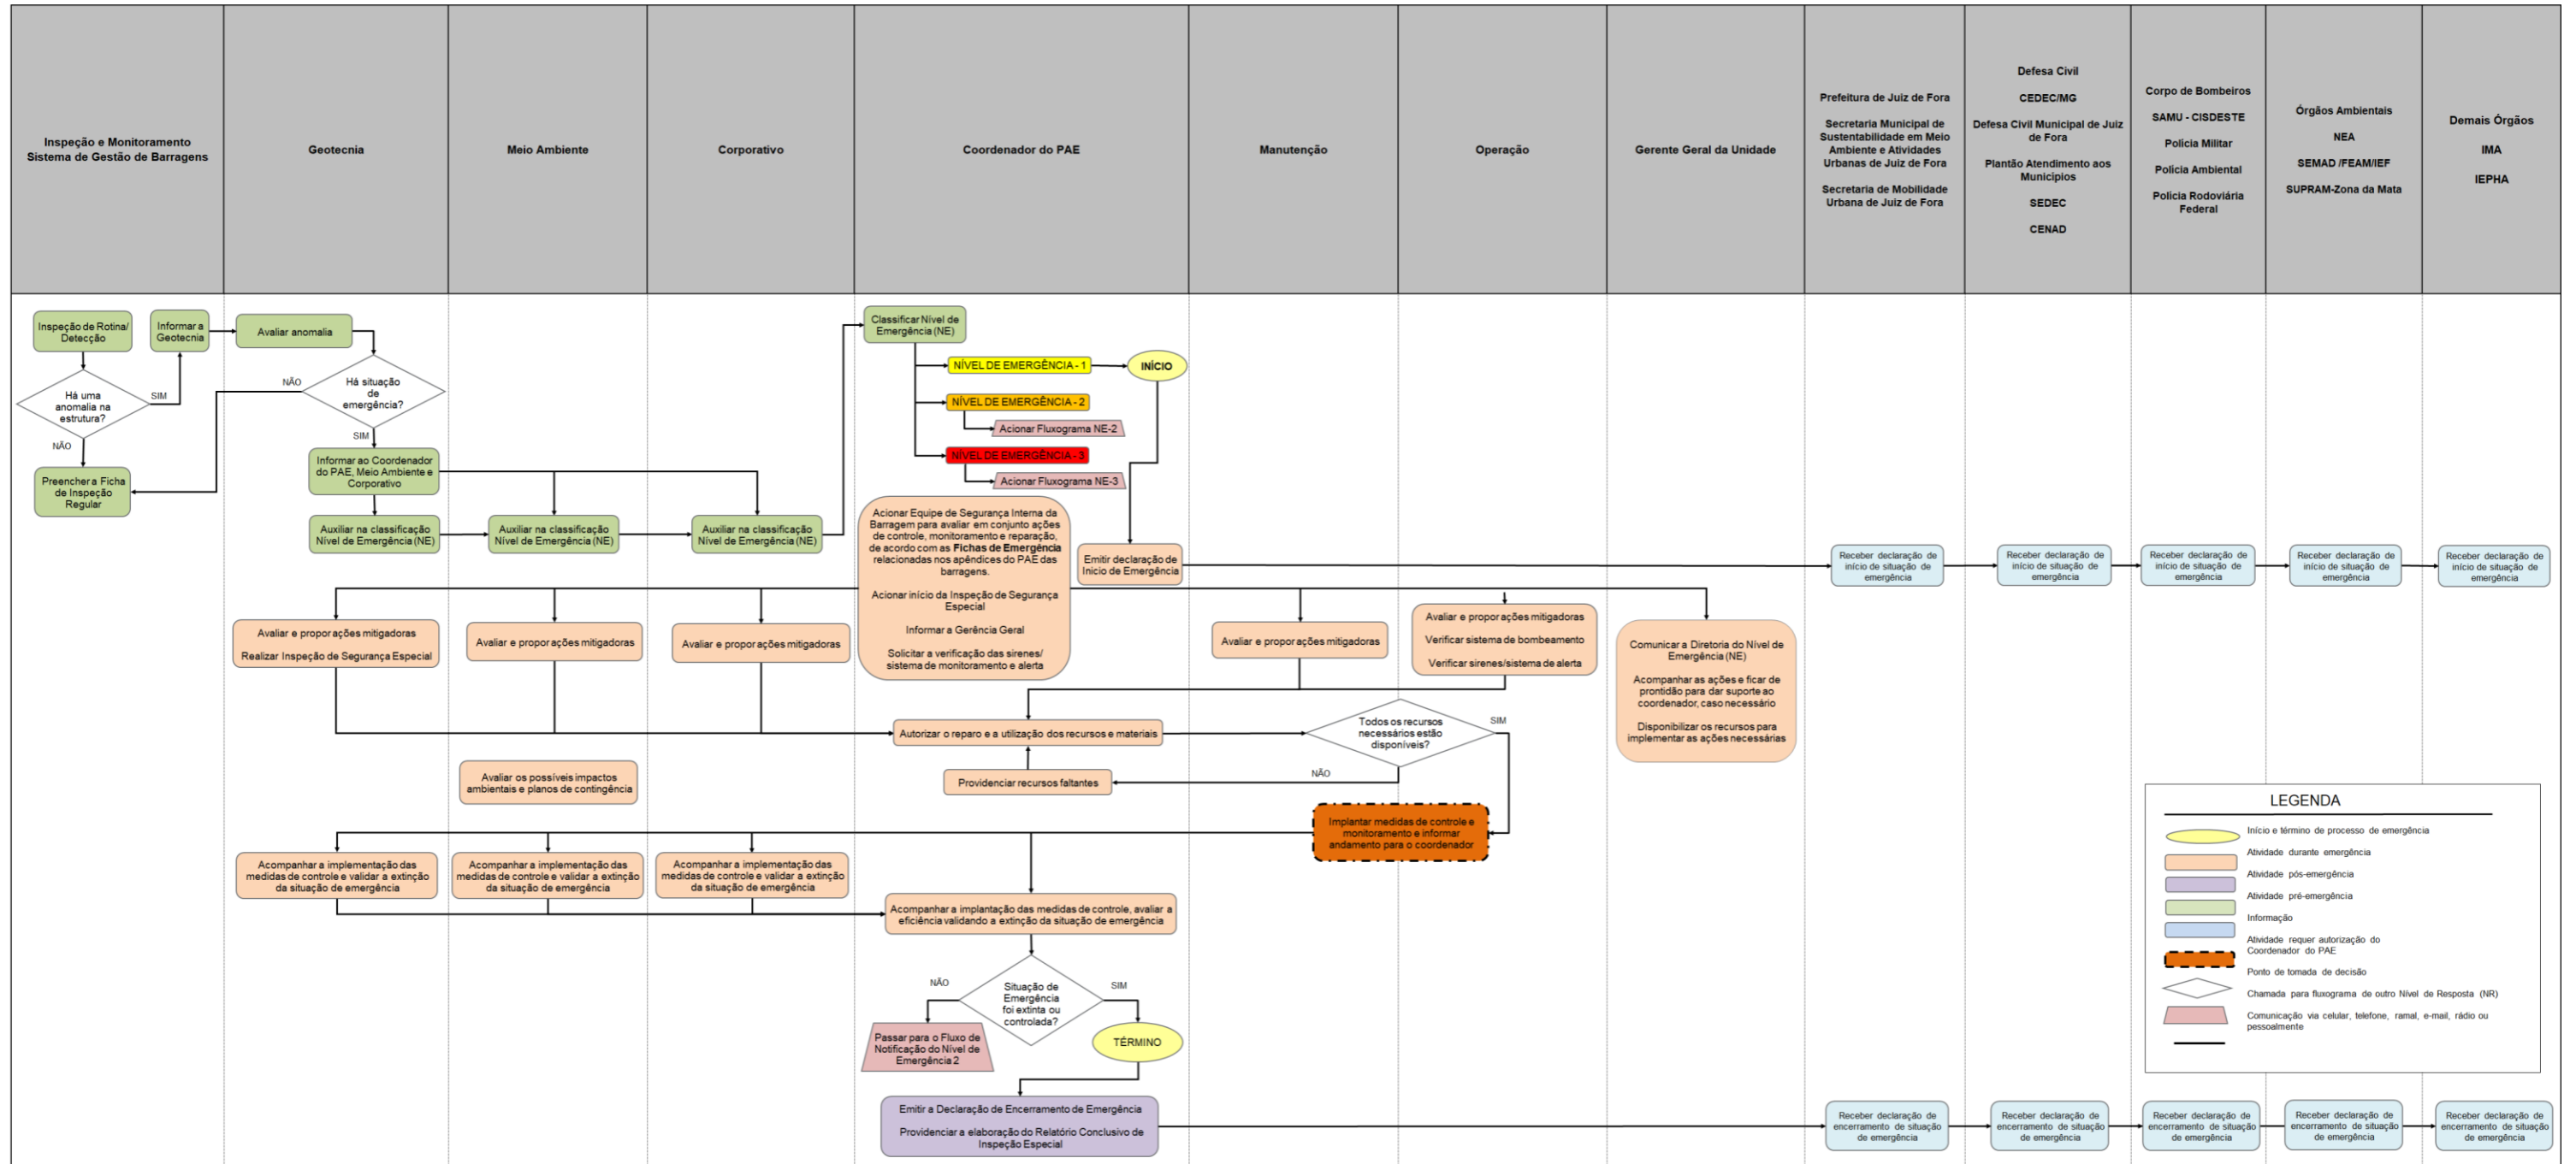 Inspeção e Monitoramento
Sistema de Gestão de Barragens
Geotecnia
Meio Ambiente
Corporativo
Coordenador do PAE
Manutenção
Operação
Gerente Geral da Unidade
Prefeitura de Juiz de Fora
Secretaria Municipal de
Sustentabilidade em Meio
Ambiente e Atividades
Urbanas de Juiz de Fora
Secretaria de Mobilidade
Urbana de Juiz de Fora
Defesa Civil
CEDEC/MG
Defesa Civil Municipal de Juiz
de Fora
Plantão Atendimento aos
Municípios
SEDEC
CENAD
Corpo de Bombeiros
SAMU - CISDESTE
Polícia Militar
Polícia Ambiental
Polícia Rodoviária
Federal
Órgãos Ambientais
NEA
SEMAD /FEAM/IEF
SUPRAM-Zona da Mata
Demais Órgãos
IMA
IEPHA
Inspeção de Rotina/
Detecção
Informar a
Geotecnia
Há uma
anomalia na
estrutura?
SIM
NÃO
Preencher a Ficha
de Inspeção
Regular
Avaliar anomalia
Há situação
de
emergência?
NÃO
SIM
Informar ao Coordenador
do PAE, Meio Ambiente e
Corporativo
Auxiliar na classificação
Nível de Emergência (NE)
Auxiliar na classificação
Nível de Emergência (NE)
Auxiliar na classificação
Nível de Emergência (NE)
Classificar Nível de
Emergência (NE)
NÍVEL DE EMERGÊNCIA - 1
INÍCIO
NÍVEL DE EMERGÊNCIA - 2
Acionar Fluxograma NE-2
NÍVEL DE EMERGÊNCIA - 3
Acionar Fluxograma NE-3
Acionar Equipe de Segurança Interna da
Barragem para avaliar em conjunto ações
de controle, monitoramento e reparação,
de acordo com as Fichas de Emergência
relacionadas nos apêndices do PAE das
barragens.
Acionar início da Inspeção de Segurança
Especial
Informar a Gerência Geral
Solicitar a verificação das sirenes/
sistema de monitoramento e alerta
Emitir declaração de
Inicio de Emergência
Receber declaração de
início de situação de
emergência
Receber declaração de
início de situação de
emergência
Receber declaração de
início de situação de
emergência
Receber declaração de
início de situação de
emergência
Receber declaração de
início de situação de
emergência
Avaliar e propor ações mitigadoras
Realizar Inspeção de Segurança Especial
Avaliar e propor ações mitigadoras
Avaliar e propor ações mitigadoras
Avaliar e propor ações mitigadoras
Avaliar e propor ações mitigadoras
Verificar sistema de bombeamento
Verificar sirenes/sistema de alerta
Comunicar a Diretoria do Nível de
Emergência (NE)
Acompanhar as ações e ficar de
prontidão para dar suporte ao
coordenador, caso necessário
Disponibilizar os recursos para
implementar as ações necessárias
Autorizar o reparo e a utilização dos recursos e materiais
Todos os recursos
necessários estão
disponíveis?
SIM
NÃO
Providenciar recursos faltantes
Avaliar os possíveis impactos
ambientais e planos de contingência
Implantar medidas de controle e
monitoramento e informar
andamento para o coordenador
Acompanhar a implementação das
medidas de controle e validar a extinção
da situação de emergência
Acompanhar a implementação das
medidas de controle e validar a extinção
da situação de emergência
Acompanhar a implementação das
medidas de controle e validar a extinção
da situação de emergência
Acompanhar a implantação das medidas de controle, avaliar a
eficiência validando a extinção da situação de emergência
Situação de
Emergência
foi extinta ou
controlada?
NÃO
SIM
Passar para o Fluxo de
Notificação do Nível de
Emergência 2
TÉRMINO
Emitir a Declaração de Encerramento de Emergência
Providenciar a elaboração do Relatório Conclusivo de
Inspeção Especial
Receber declaração de
encerramento de situação
de emergência
Receber declaração de
encerramento de situação
de emergência
Receber declaração de
encerramento de situação
de emergência
Receber declaração de
encerramento de situação
de emergência
Receber declaração de
encerramento de situação
de emergência
LEGENDA
Início e término de processo de emergência
Atividade durante emergência
Atividade pós-emergência
Atividade pré-emergência
Informação
Atividade requer autorização do
Coordenador do PAE
Ponto de tomada de decisão
Chamada para fluxograma de outro Nível de Resposta (NR)
Comunicação via celular, telefone, ramal, e-mail, rádio ou
pessoalmente